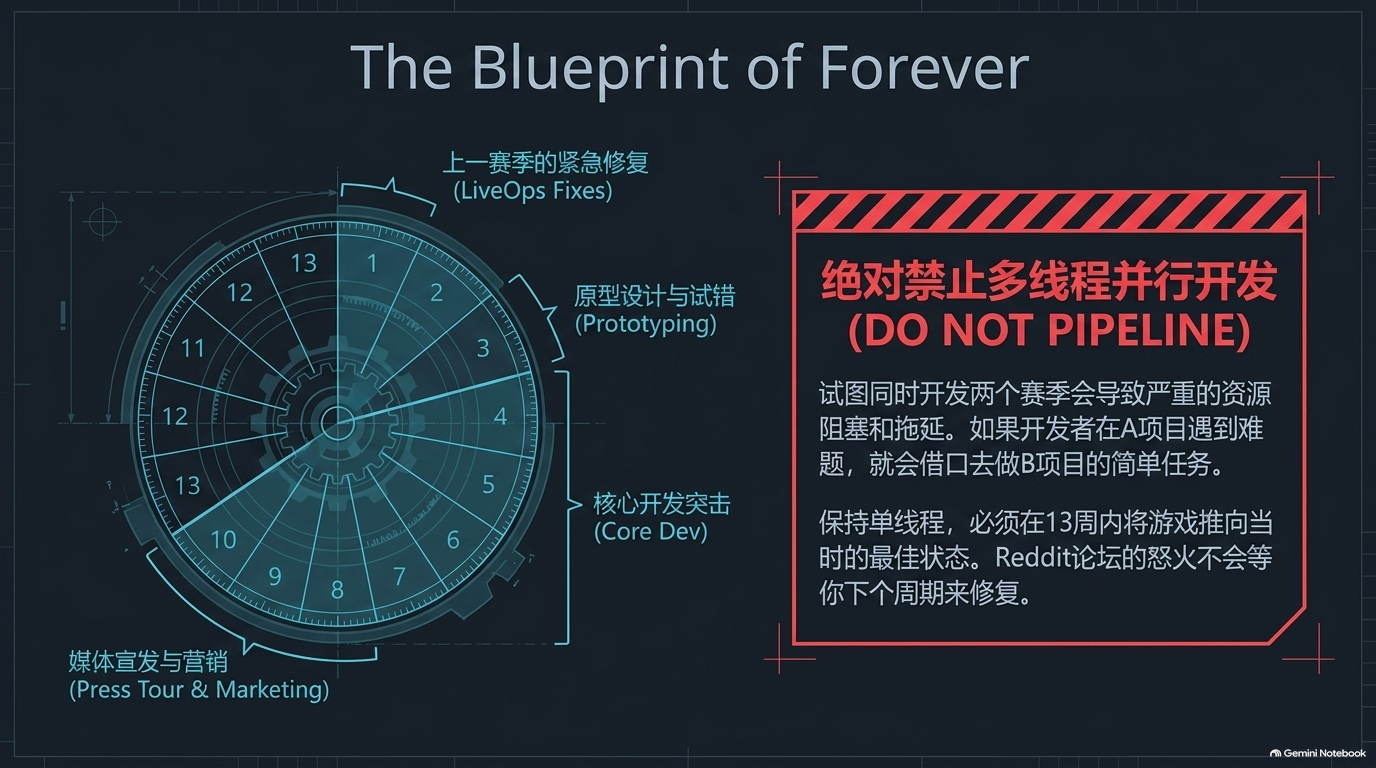 The Blueprint of Forever
上一赛季的紧急修复
(LiveOps Fixes)
原型设计与试错
(Prototyping)
核心开发突击
(Core Dev)
媒体宣发与营销
(Press Tour & Marketing)
1
2
3
4
5
6
7
8
9
10
13
12
11
12
13
!
绝对禁止多线程并行开发
(DO NOT PIPELINE)
试图同时开发两个赛季会导致严重的资源
阻塞和拖延。如果开发者在A项目遇到难
题，就会借口去做B项目的简单任务。
保持单线程，必须在13周内将游戏推向当
时的最佳状态。Reddit论坛的怒火不会等
你下个周期来修复。
Gemini Notebook